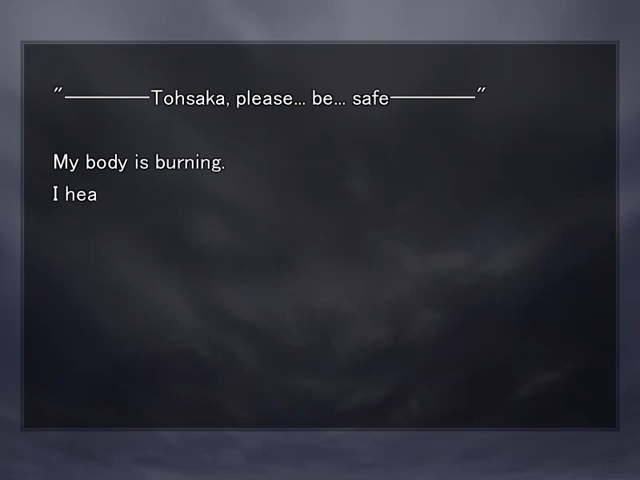 "————Tohsaka, please... be... safe————"
My body is burning.
I hea